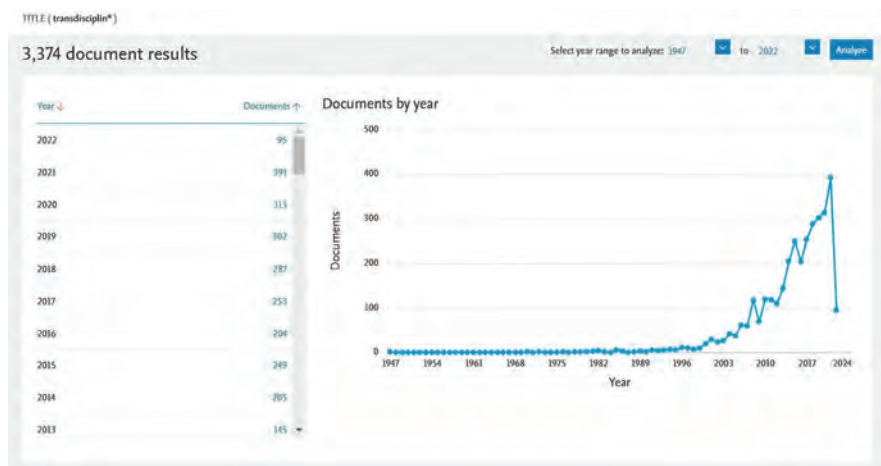 TITLE ( transdisciplin* )
3,374 document results
Select year range to analyze: 1947 to 2022 Analyze
Year Documents
2022 95
2021 391
2020 313
2019 302
2018 287
2017 253
2016 204
2015 249
2014 205
2013 145
Documents by year
500
400
300
200
100
0
Documents
1947 1954 1961 1968 1975 1982 1989 1996 2003 2010 2017 2024
Year